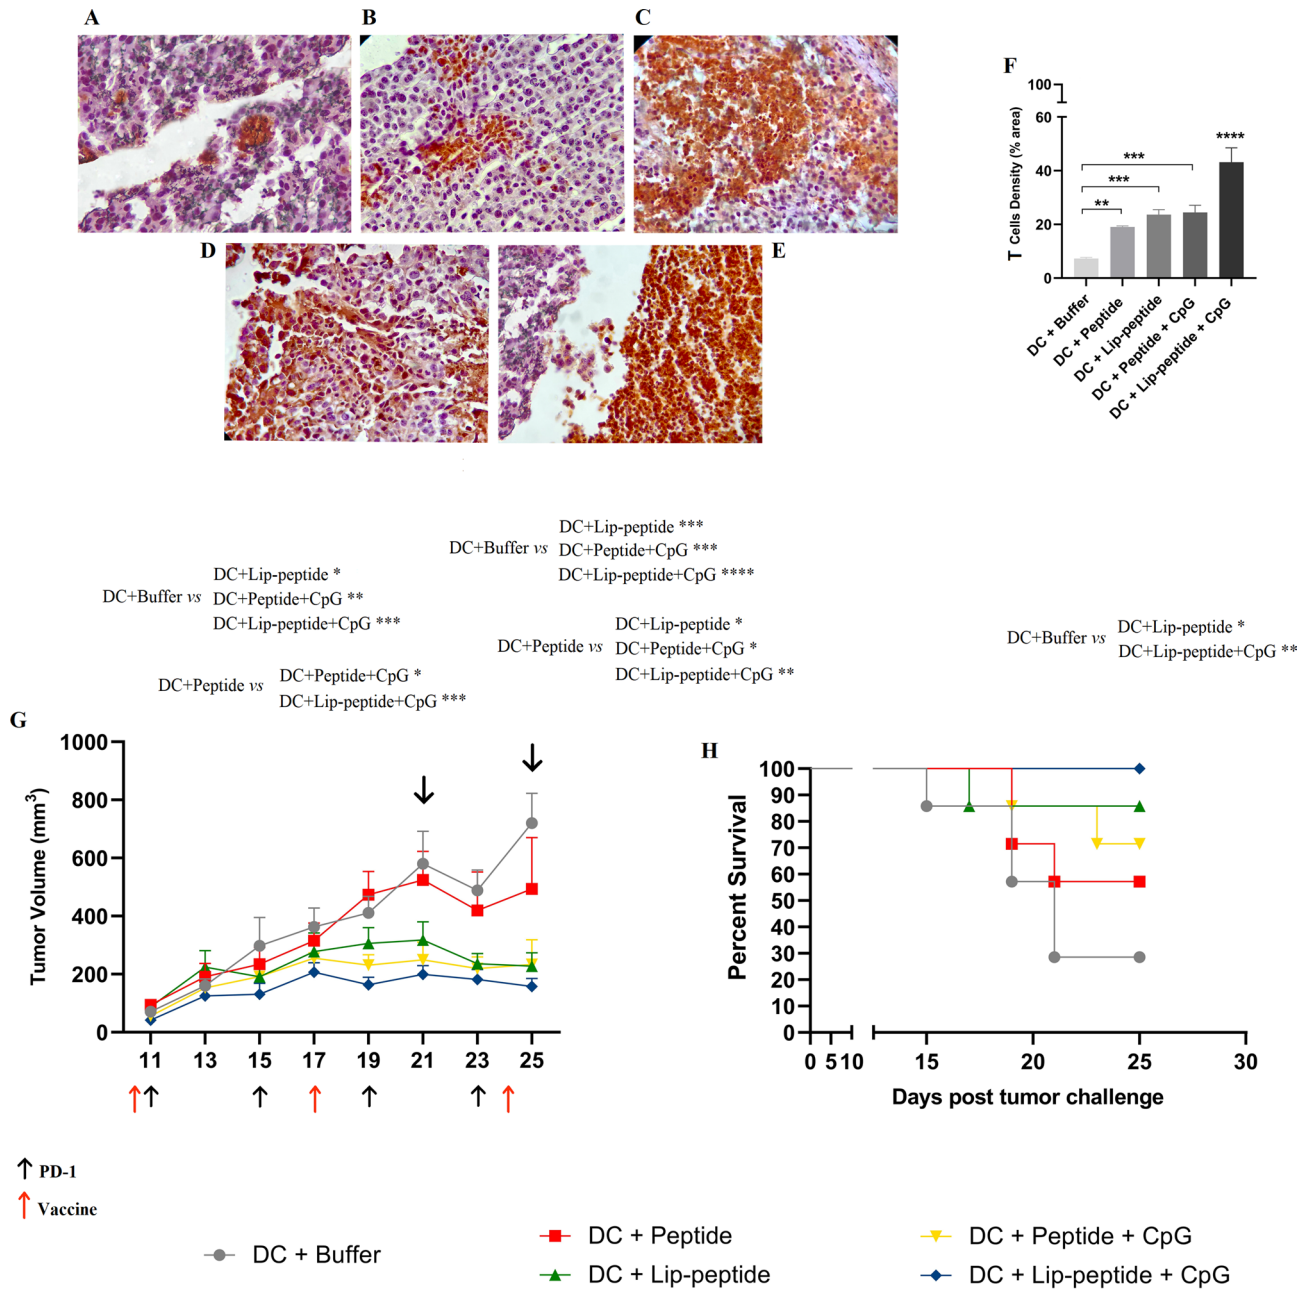 A
B
C
D
E
F
T Cells Density (% area)
100
60
40
20
0
**
***
***
****
DC + Buffer
DC + Peptide
DC + Lip-peptide
DC + Peptide + CpG
DC + Lip-peptide + CpG
DC+Buffer vs
DC+Lip-peptide *
DC+Peptide+CpG **
DC+Lip-peptide+CpG ***
DC+Peptide vs
DC+Peptide+CpG *
DC+Lip-peptide+CpG ***
DC+Buffer vs
DC+Lip-peptide ***
DC+Peptide+CpG ***
DC+Lip-peptide+CpG ****
DC+Peptide vs
DC+Lip-peptide *
DC+Peptide+CpG *
DC+Lip-peptide+CpG **
DC+Buffer vs
DC+Lip-peptide *
DC+Lip-peptide+CpG **
G
Tumor Volume (mm³)
1000
800
600
400
200
0
11 13 15 17 19 21 23 25
H
Percent Survival
100
90
80
70
60
50
40
30
20
10
0
0 5 10 15 20 25 30
Days post tumor challenge
PD-1
Vaccine
DC + Buffer
DC + Peptide
DC + Lip-peptide
DC + Peptide + CpG
DC + Lip-peptide + CpG